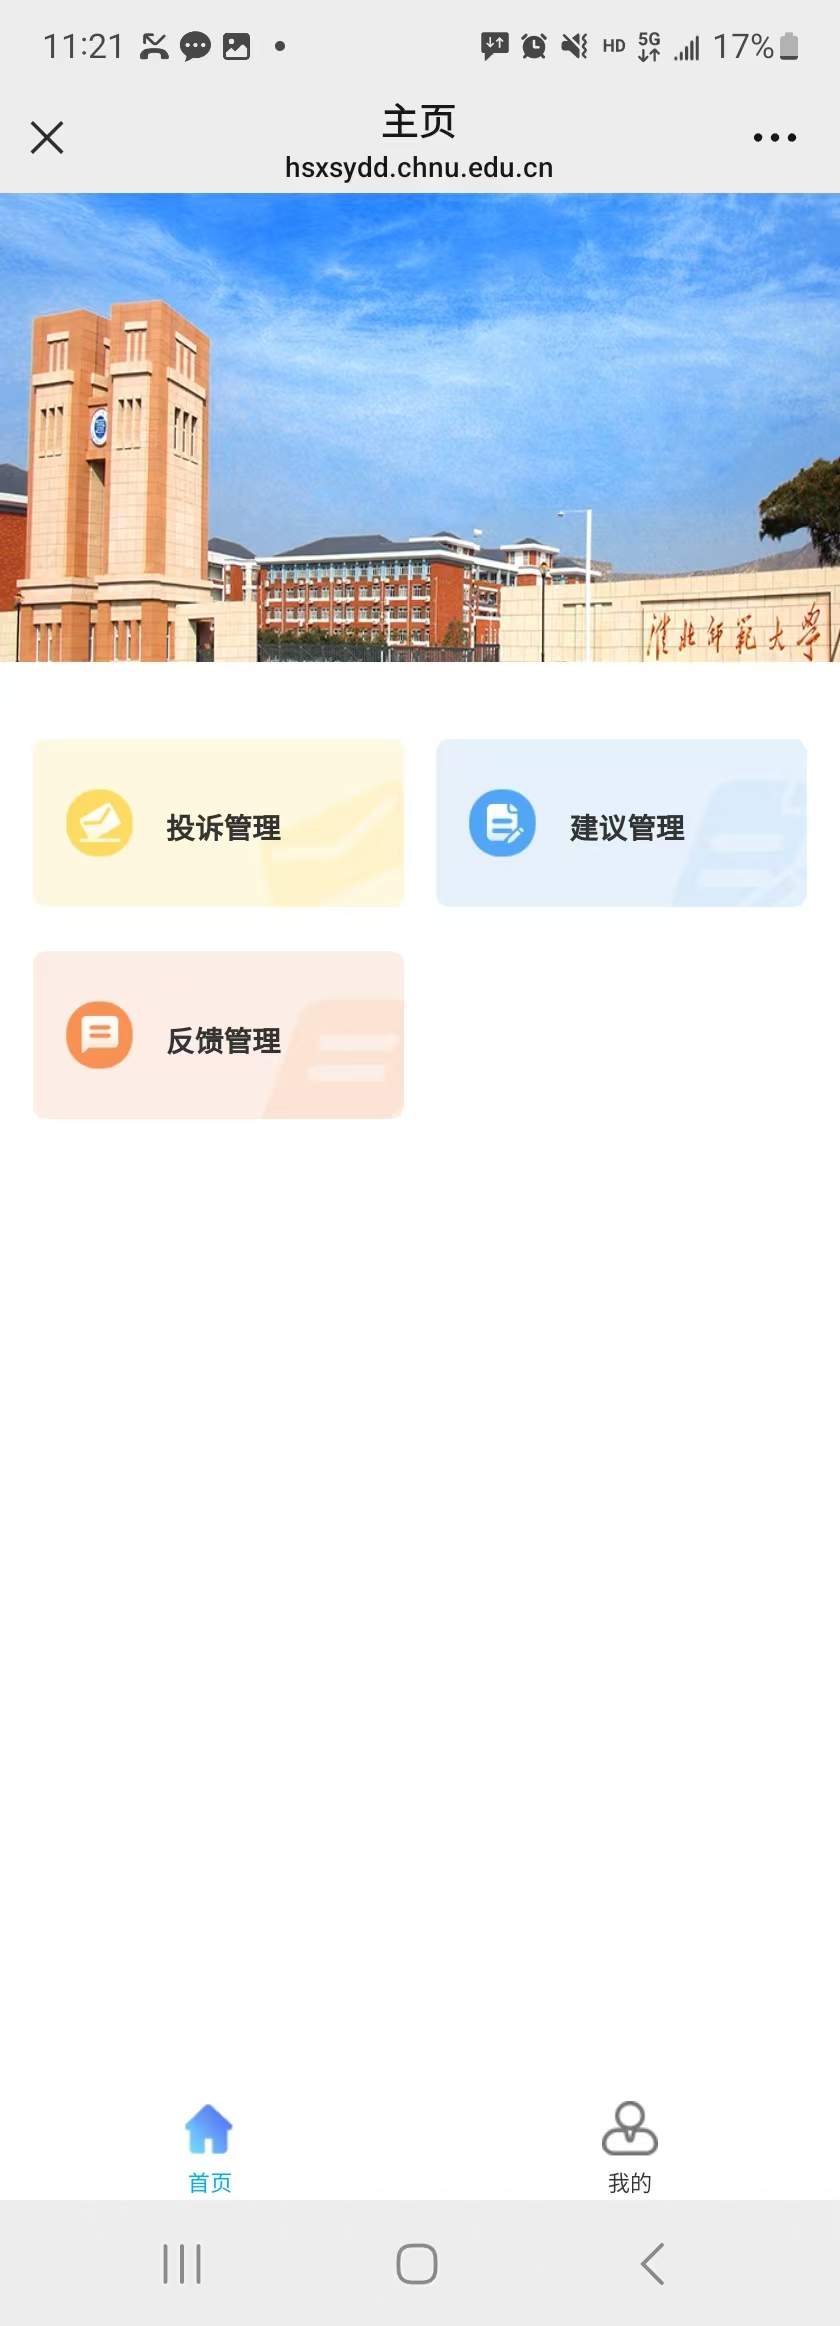 11:21 HD 5G 17%
主页
hsxsydd.chnu.edu.cn
淮北师范大学
投诉管理
建议管理
反馈管理
首页
我的